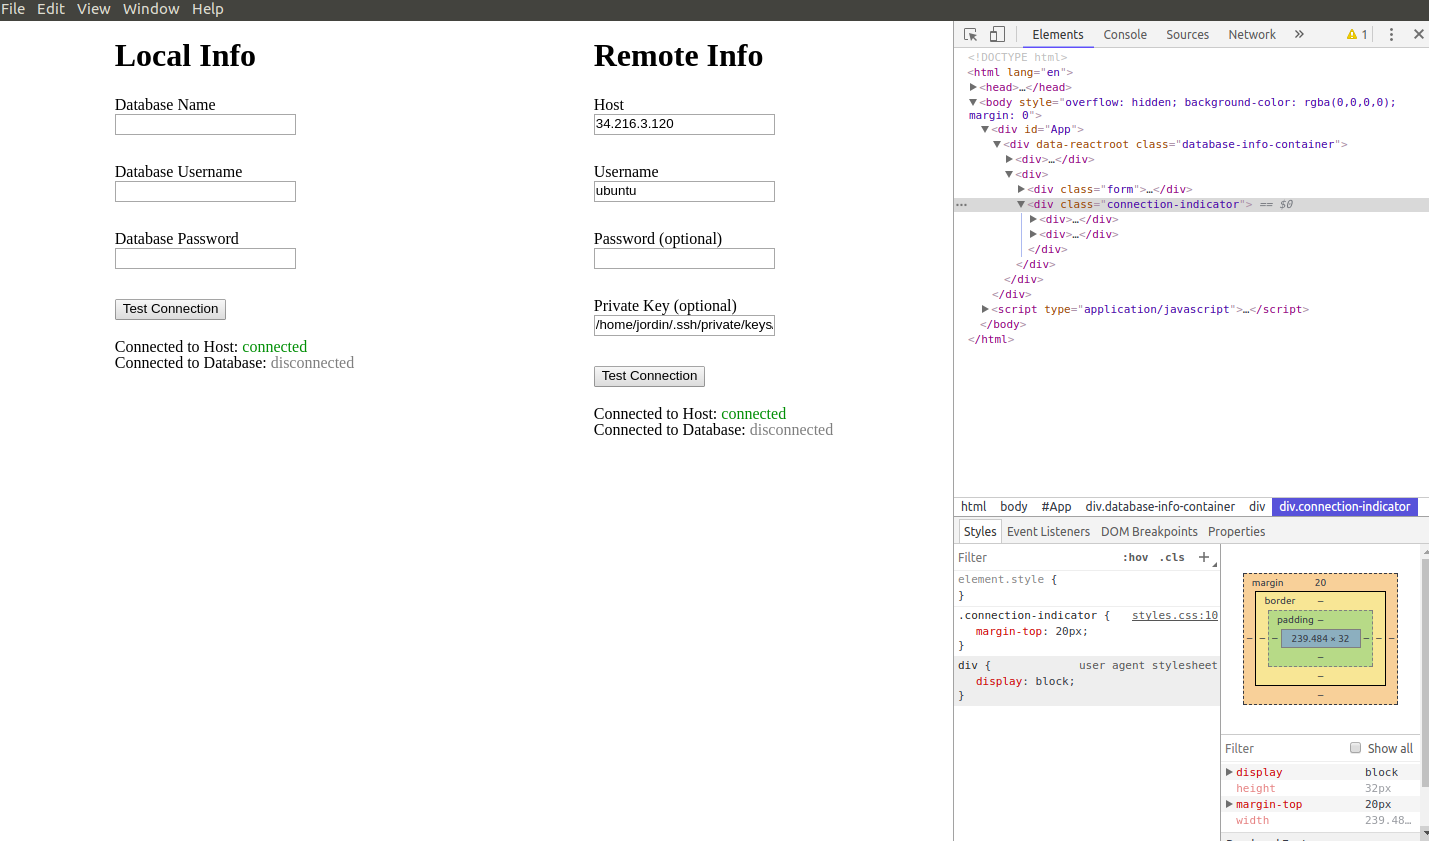 File Edit View Window Help
Local Info
Database Name
Database Username
Database Password
Test Connection
Connected to Host: connected
Connected to Database: disconnected
Remote Info
Host
34.216.3.120
Username
ubuntu
Password (optional)
Private Key (optional)
/home/jordin/.ssh/private/keys/
Test Connection
Connected to Host: connected
Connected to Database: disconnected
Elements Console Sources Network » 1
<!DOCTYPE html>
<html lang="en">
<head>…</head>
<body style="overflow: hidden; background-color: rgba(0,0,0,0);
margin: 0">
<div id="App">
<div data-reactroot class="database-info-container">
<div>…</div>
<div>
<div class="form">…</div>
<div class="connection-indicator"> == $0
<div>…</div>
<div>…</div>
</div>
</div>
</div>
</div>
<script type="application/javascript">…</script>
</body>
</html>
html body #App div.database-info-container div div.connection-indicator
Styles Event Listeners DOM Breakpoints Properties
Filter :hov .cls +
element.style {
}
.connection-indicator { styles.css:10
margin-top: 20px;
}
div { user agent stylesheet
display: block;
}
margin 20
border –
padding –
– – – 239.484 × 32 – – –
–
–
–
Filter Show all
display block
height 32px
margin-top 20px
width 239.48…